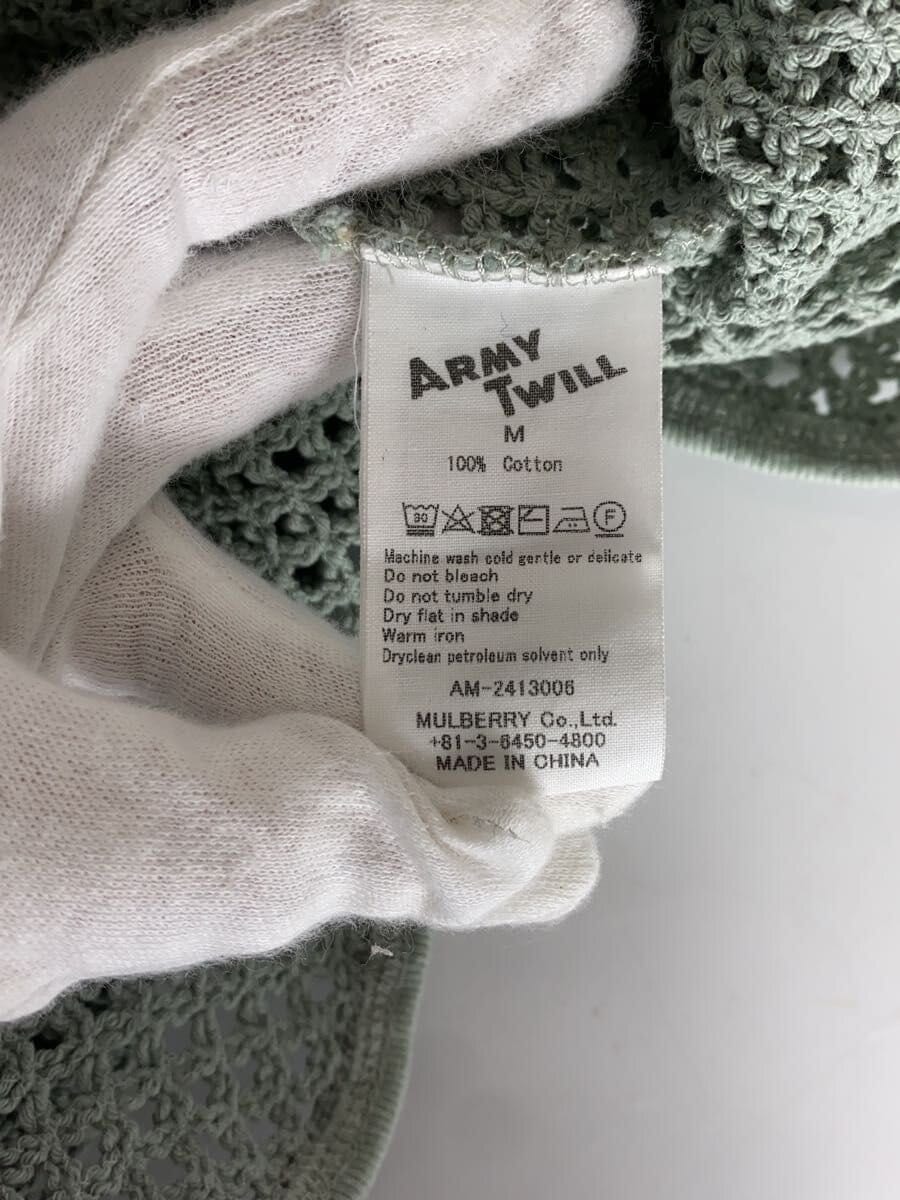 ARMY
TWILL
M
100% Cotton
30 F
Machine wash cold gentle or delicate
Do not bleach
Do not tumble dry
Dry flat in shade
Warm iron
Dryclean petroleum solvent only
AM-2413006
MULBERRY Co.,Ltd.
+81-3-6450-4800
MADE IN CHINA